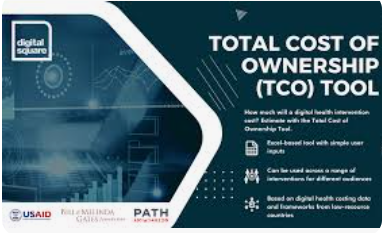 digital
square
TOTAL COST OF
OWNERSHIP
(TCO) TOOL
How much will a digital health intervention
cost? Estimate with the Total Cost of
Ownership Tool.
Excel-based tool with simple user
inputs
Can be used across a range of
interventions for different audiences
Based on digital health costing data
and frameworks from low-resource
countries
USAID
BILL & MELINDA
GATES foundation
PATH